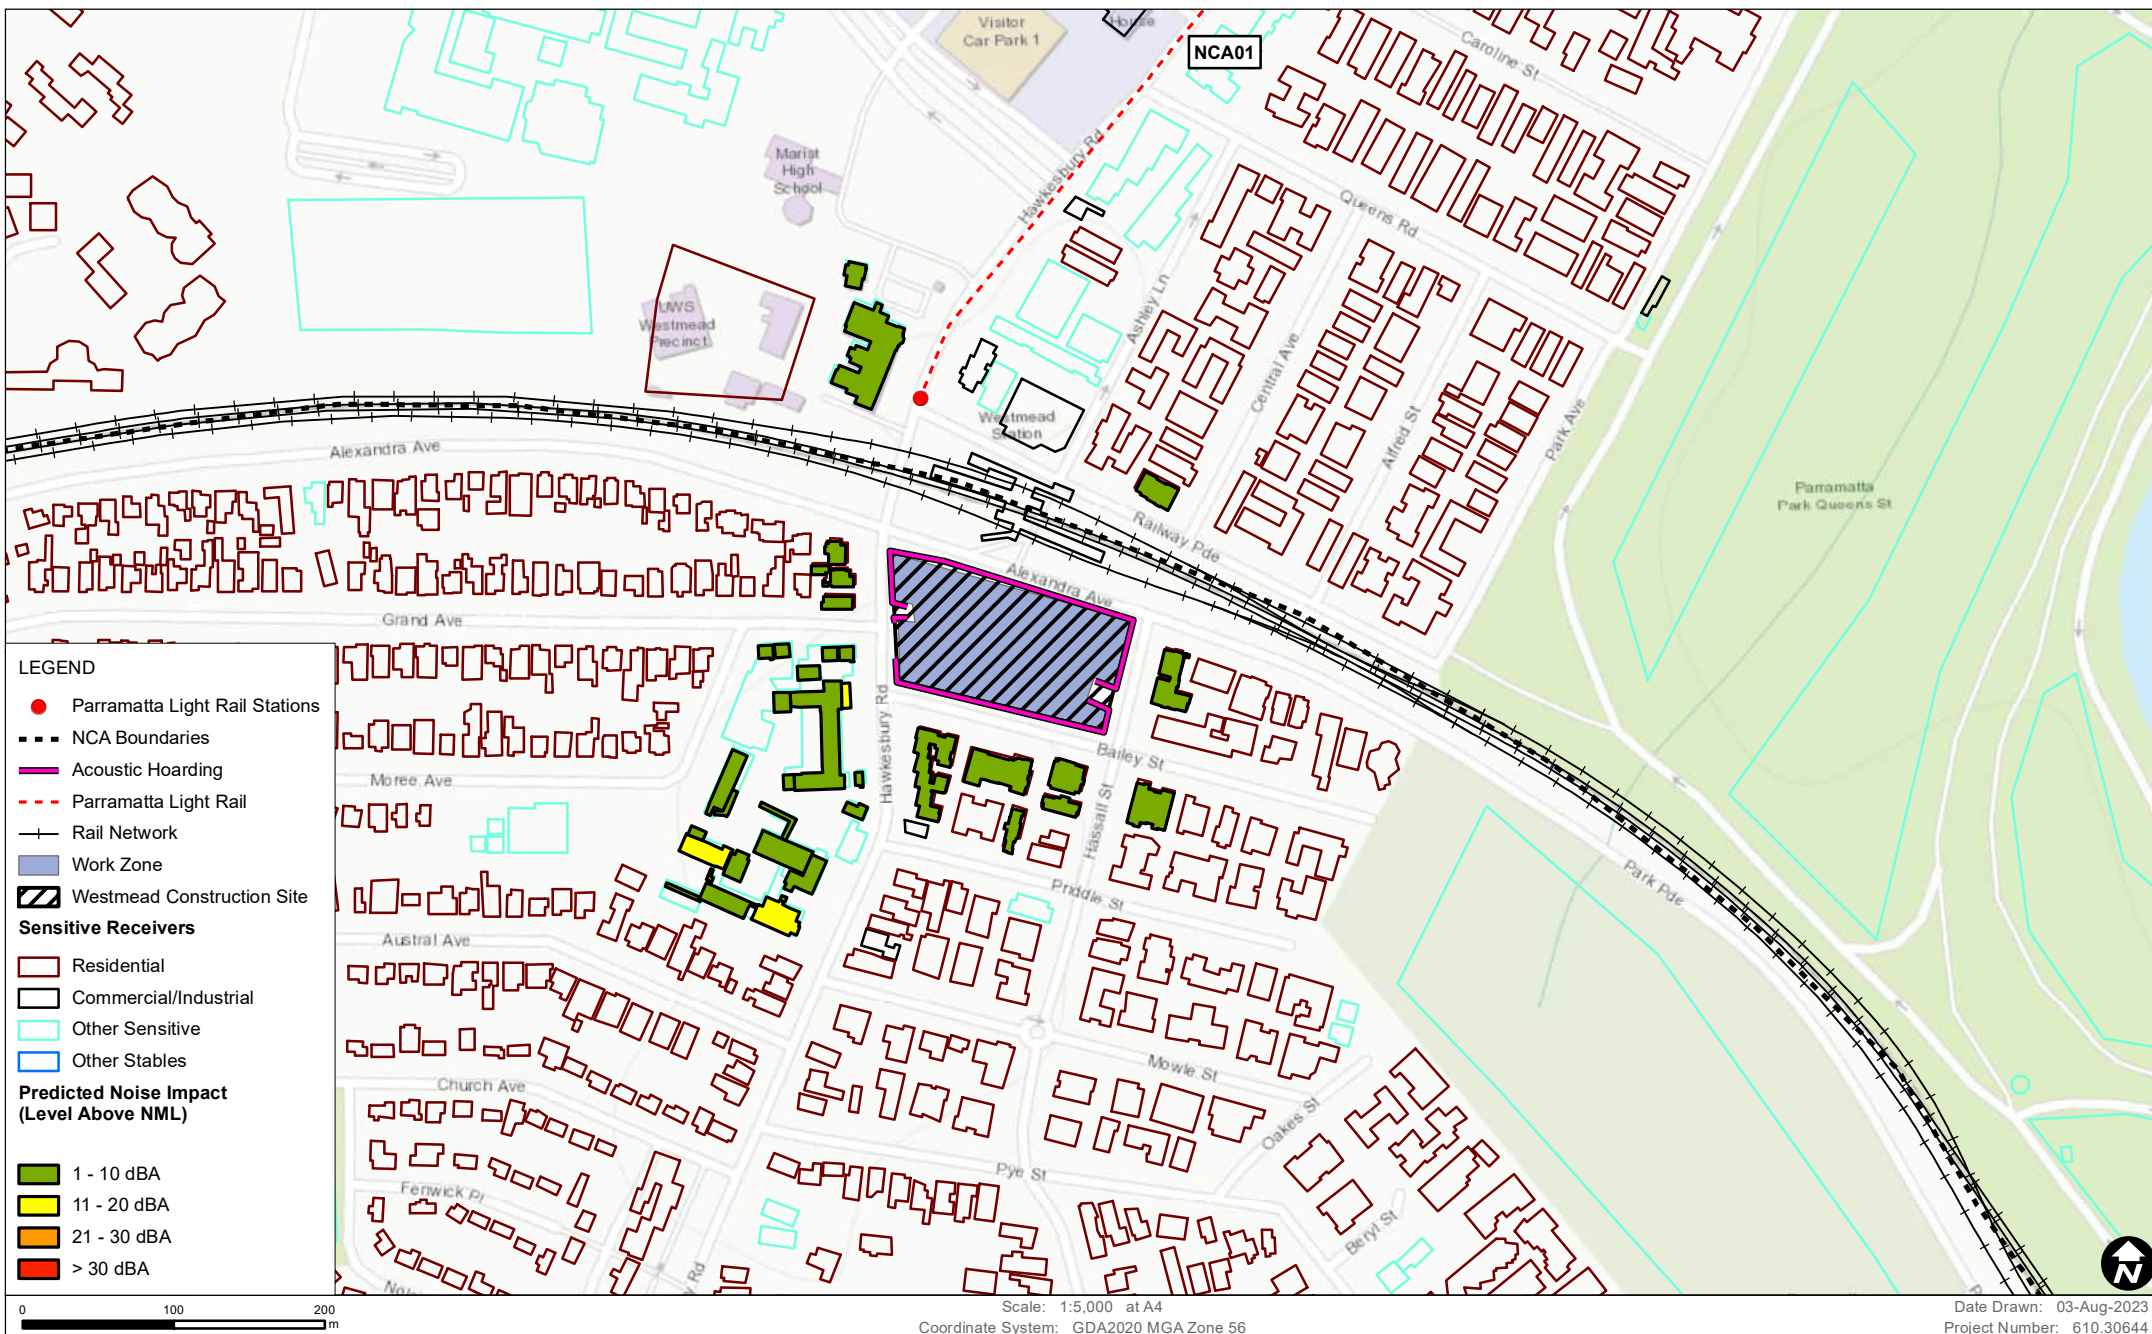 Visitor
Car Park 1
House
NCA01
Caroline St
Marist
High
School
Hawkesbury Rd
Queens Rd
UWS
Westmead
Precinct
Ashley Ln
Central Ave
Westmead
Station
Alfred St
Park Ave
Alexandra Ave
Parramatta
Park Queens St
Railway Pde
Alexandra Ave
Grand Ave
Hawkesbury Rd
Bailey St
Moree Ave
Hassall St
Priddle St
Park Pde
Austral Ave
Mowle St
Church Ave
Oakes St
Pye St
Fenwick Pl
Beryl St
y Rd
LEGEND
Parramatta Light Rail Stations
NCA Boundaries
Acoustic Hoarding
Parramatta Light Rail
Rail Network
Work Zone
Westmead Construction Site
Sensitive Receivers
Residential
Commercial/Industrial
Other Sensitive
Other Stables
Predicted Noise Impact
(Level Above NML)
1 - 10 dBA
11 - 20 dBA
21 - 30 dBA
> 30 dBA
N
0 100 200
m
Scale: 1:5,000 at A4
Coordinate System: GDA2020 MGA Zone 56
Date Drawn: 03-Aug-2023
Project Number: 610.30644